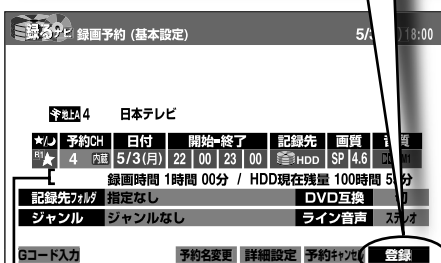 録るナビ 録画予約 (基本設定) 5/3 18:00
地上A 4 日本テレビ
予約CH 日付 開始-終了 記録先 画質
R1 4 内蔵 5/3(月) 22 00 23 00 HDD SP 4.6
録画時間 1時間 00分 / HDD現在残量 100時間
記録先フォルダ 指定なし DVD互換 切
ジャンル ジャンルなし ライン音声 ステレオ
Gコード入力 予約名変更 詳細設定 予約キャンセル 登録